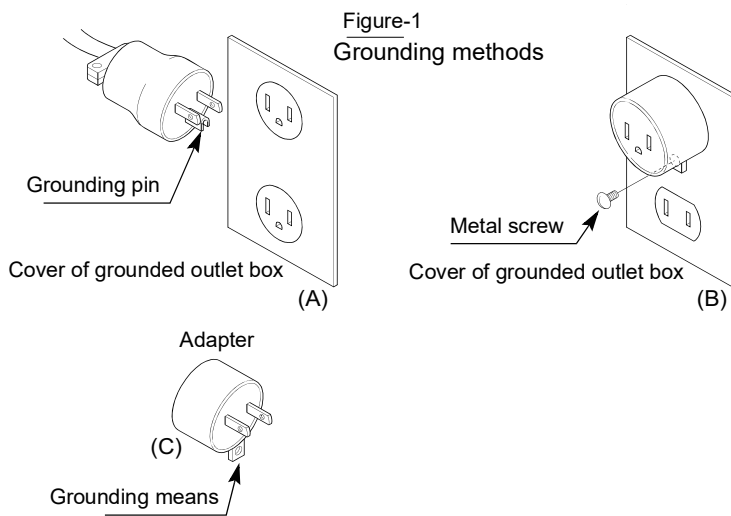 Figure-1
Grounding methods
Grounding pin
Cover of grounded outlet box
(A)
Metal screw
Cover of grounded outlet box
(B)
Adapter
(C)
Grounding means